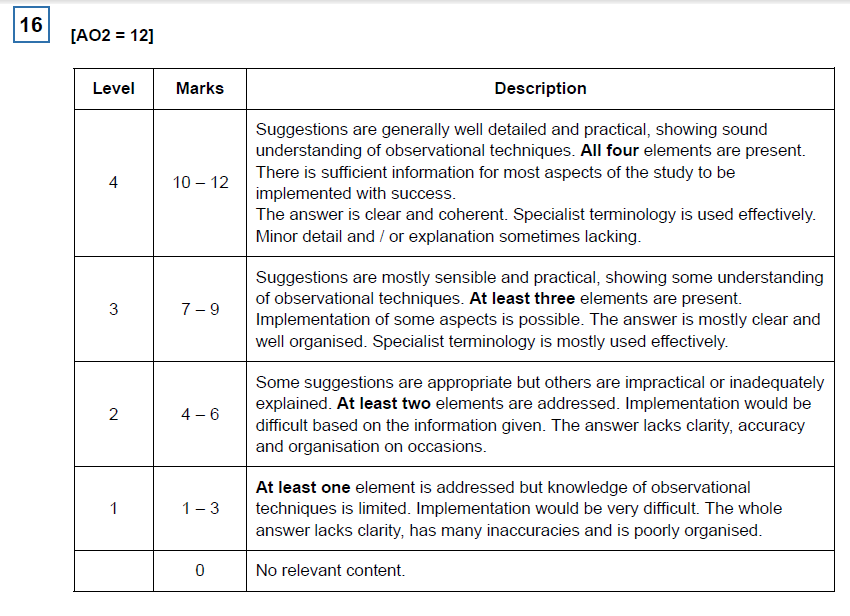 16
[AO2 = 12]
Level Marks Description
Suggestions are generally well detailed and practical, showing sound
understanding of observational techniques. All four elements are present.
There is sufficient information for most aspects of the study to be
4 10 – 12
implemented with success.
The answer is clear and coherent. Specialist terminology is used effectively.
Minor detail and / or explanation sometimes lacking.
Suggestions are mostly sensible and practical, showing some understanding
of observational techniques. At least three elements are present.
3 7 – 9
Implementation of some aspects is possible. The answer is mostly clear and
well organised. Specialist terminology is mostly used effectively.
Some suggestions are appropriate but others are impractical or inadequately
explained. At least two elements are addressed. Implementation would be
2 4 – 6
difficult based on the information given. The answer lacks clarity, accuracy
and organisation on occasions.
At least one element is addressed but knowledge of observational
1 1 – 3
techniques is limited. Implementation would be very difficult. The whole
answer lacks clarity, has many inaccuracies and is poorly organised.
0 No relevant content.